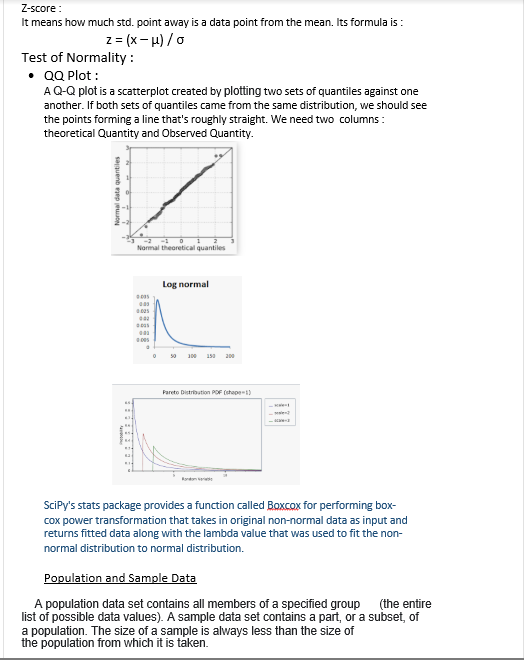 Z-score :
It means how much std. point away is a data point from the mean. Its formula is :
z = (x – μ) / σ
Test of Normality :
• QQ Plot :
A Q-Q plot is a scatterplot created by plotting two sets of quantiles against one
another. If both sets of quantiles came from the same distribution, we should see
the points forming a line that's roughly straight. We need two columns :
theoretical Quantity and Observed Quantity.
Normal data quantiles
3
2
1
0
-1
-2
-3
-3 -2 -1 0 1 2 3
Normal theoretical quantiles
Log normal
0.035
0.03
0.025
0.02
0.015
0.01
0.005
0
0 50 100 150 200
Pareto Distribution PDF (shape=1)
scale=1
scale=2
scale=3
Probability
Random Variable
SciPy's stats package provides a function called Boxcox for performing box-
cox power transformation that takes in original non-normal data as input and
returns fitted data along with the lambda value that was used to fit the non-
normal distribution to normal distribution.
Population and Sample Data
A population data set contains all members of a specified group (the entire
list of possible data values). A sample data set contains a part, or a subset, of
a population. The size of a sample is always less than the size of
the population from which it is taken.